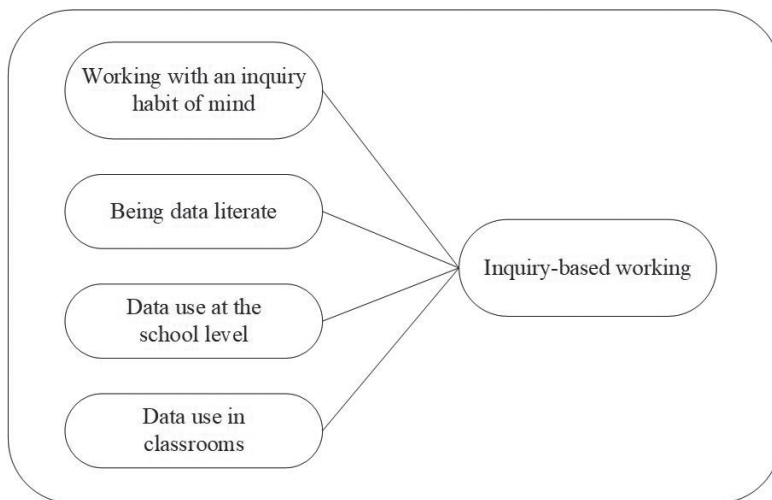 Working with an inquiry
habit of mind
Being data literate
Inquiry-based working
Data use at the
school level
Data use in
classrooms